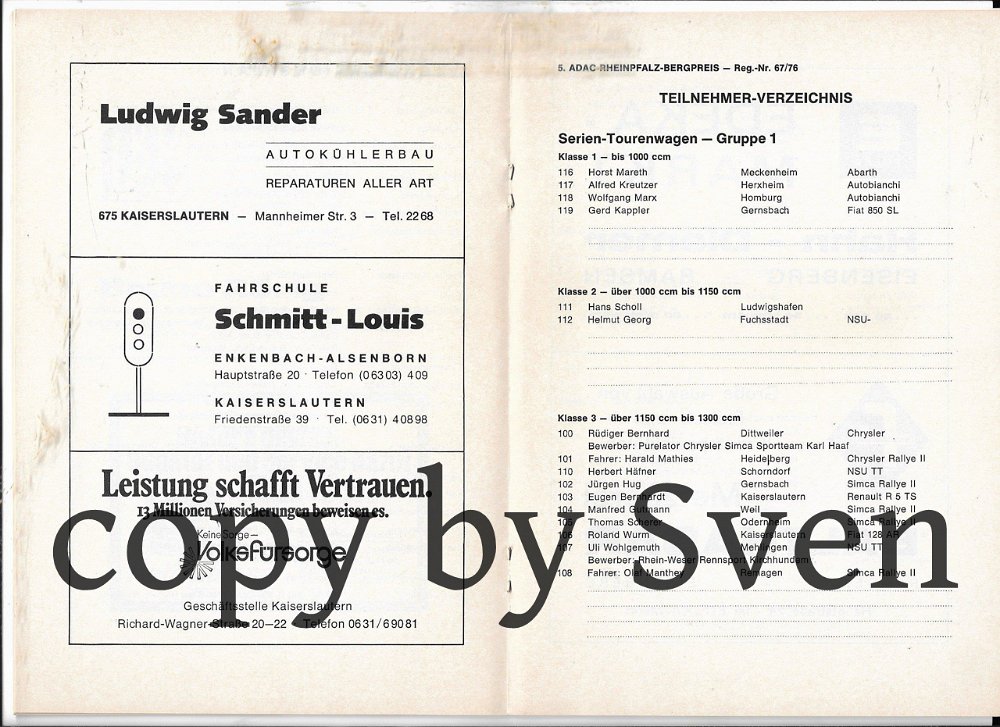 Ludwig Sander
AUTOKÜHLERBAU
REPARATUREN ALLER ART
675 KAISERSLAUTERN — Mannheimer Str. 3 — Tel. 2268
FAHRSCHULE
Schmitt-Louis
ENKENBACH-ALSENBORN
Hauptstraße 20 · Telefon (06303) 409
KAISERSLAUTERN
Friedenstraße 39 · Tel. (0631) 40898
Leistung schafft Vertrauen.
13 Millionen Versicherungen beweisen es.
Keine Sorge—
Volksfürsorge
Geschäftsstelle Kaiserslautern
Richard-Wagner-Straße 20—22 · Telefon 0631/69081
5. ADAC-RHEINPFALZ-BERGPREIS — Reg.-Nr. 67/76
TEILNEHMER-VERZEICHNIS
Serien-Tourenwagen — Gruppe 1
Klasse 1 — bis 1000 ccm
116 Horst Mareth Meckenheim Abarth
117 Alfred Kreutzer Herxheim Autobianchi
118 Wolfgang Marx Homburg Autobianchi
119 Gerd Kappler Gernsbach Fiat 850 SL
Klasse 2 — über 1000 ccm bis 1150 ccm
111 Hans Scholl Ludwigshafen
112 Helmut Georg Fuchsstadt NSU-
Klasse 3 — über 1150 ccm bis 1300 ccm
100 Rüdiger Bernhard Dittweiler Chrysler
Bewerber: Purelator Chrysler Simca Sportteam Karl Haaf
101 Fahrer: Harald Mathies Heidelberg Chrysler Rallye II
110 Herbert Häfner Schorndorf NSU TT
102 Jürgen Hug Gernsbach Simca Rallye II
103 Eugen Bernhardt Kaiserslautern Renault R 5 TS
104 Manfred Gutmann Weil Simca Rallye II
105 Thomas Scherer Odernheim Simca Rallye II
106 Roland Wurm Kaiserslautern Fiat 128 AF
107 Uli Wohlgemuth Mehlingen NSU TT
Bewerber: Rhein-Weser Rennsport Kirchhundam
108 Fahrer: Olaf Manthey Remagen Simca Rallye II
copy by Sven